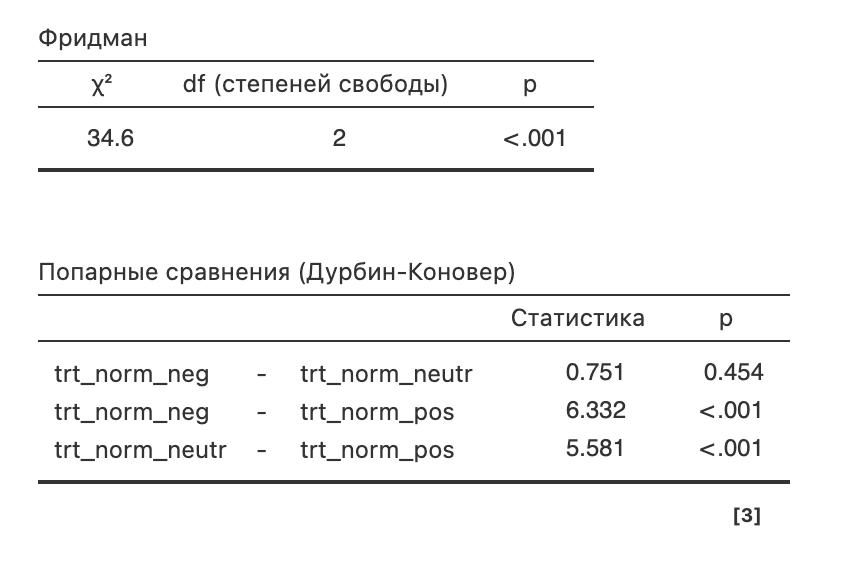 Фридман
χ² df (степеней свободы) p
34.6 2 <.001
Попарные сравнения (Дурбин-Коновер)
Статистика p
trt_norm_neg - trt_norm_neutr 0.751 0.454
trt_norm_neg - trt_norm_pos 6.332 <.001
trt_norm_neutr - trt_norm_pos 5.581 <.001
[3]